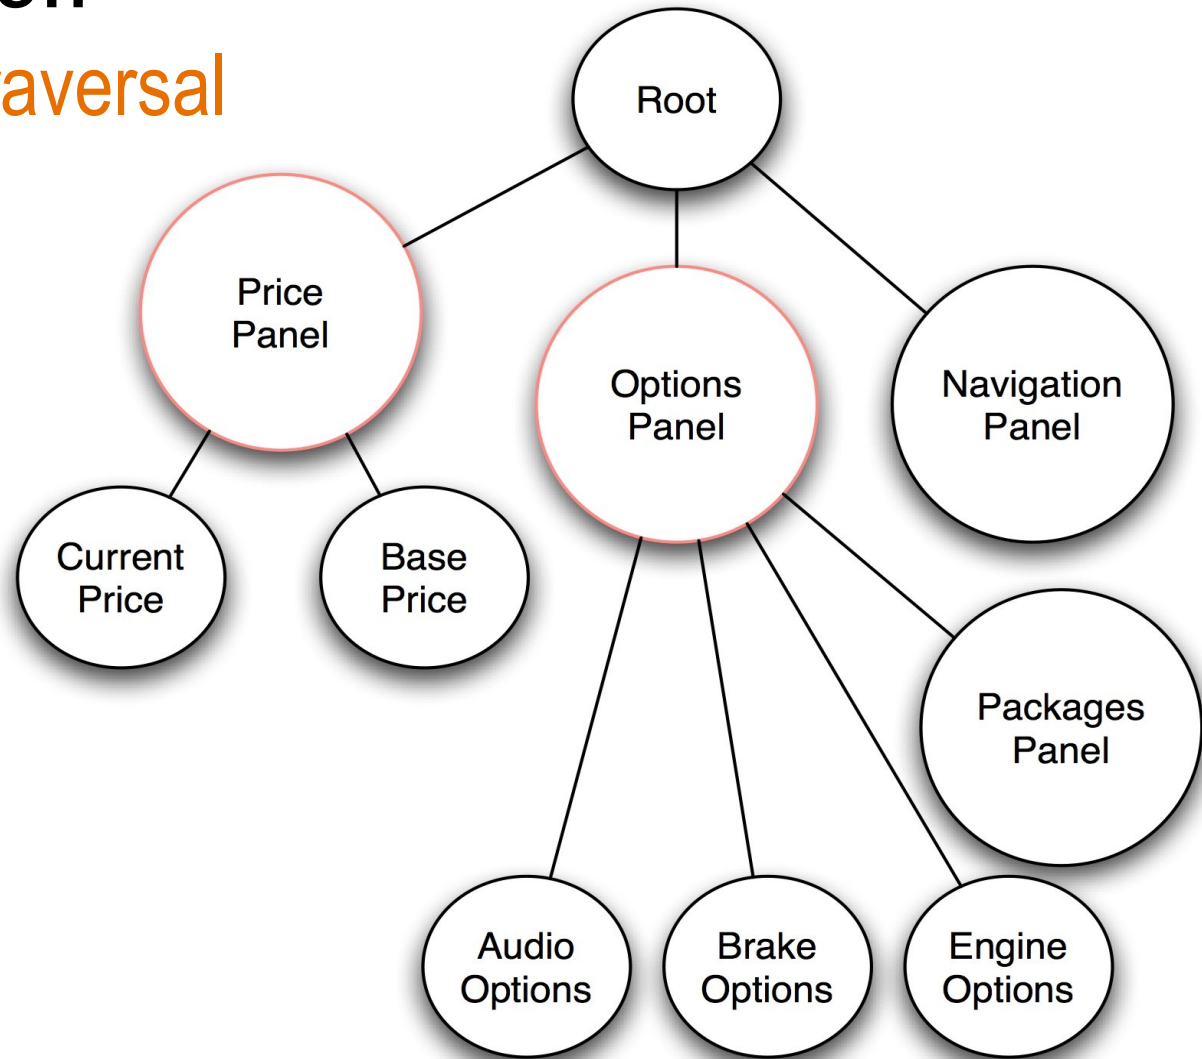 aversal
Root
Price
Panel
Options
Panel
Navigation
Panel
Current
Price
Base
Price
Packages
Panel
Audio
Options
Brake
Options
Engine
Options